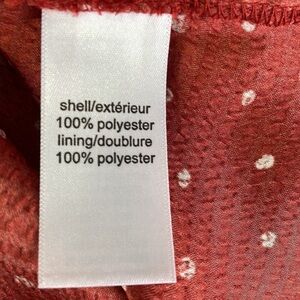 shell/extérieur
100% polyester
lining/doublure
100% polyester